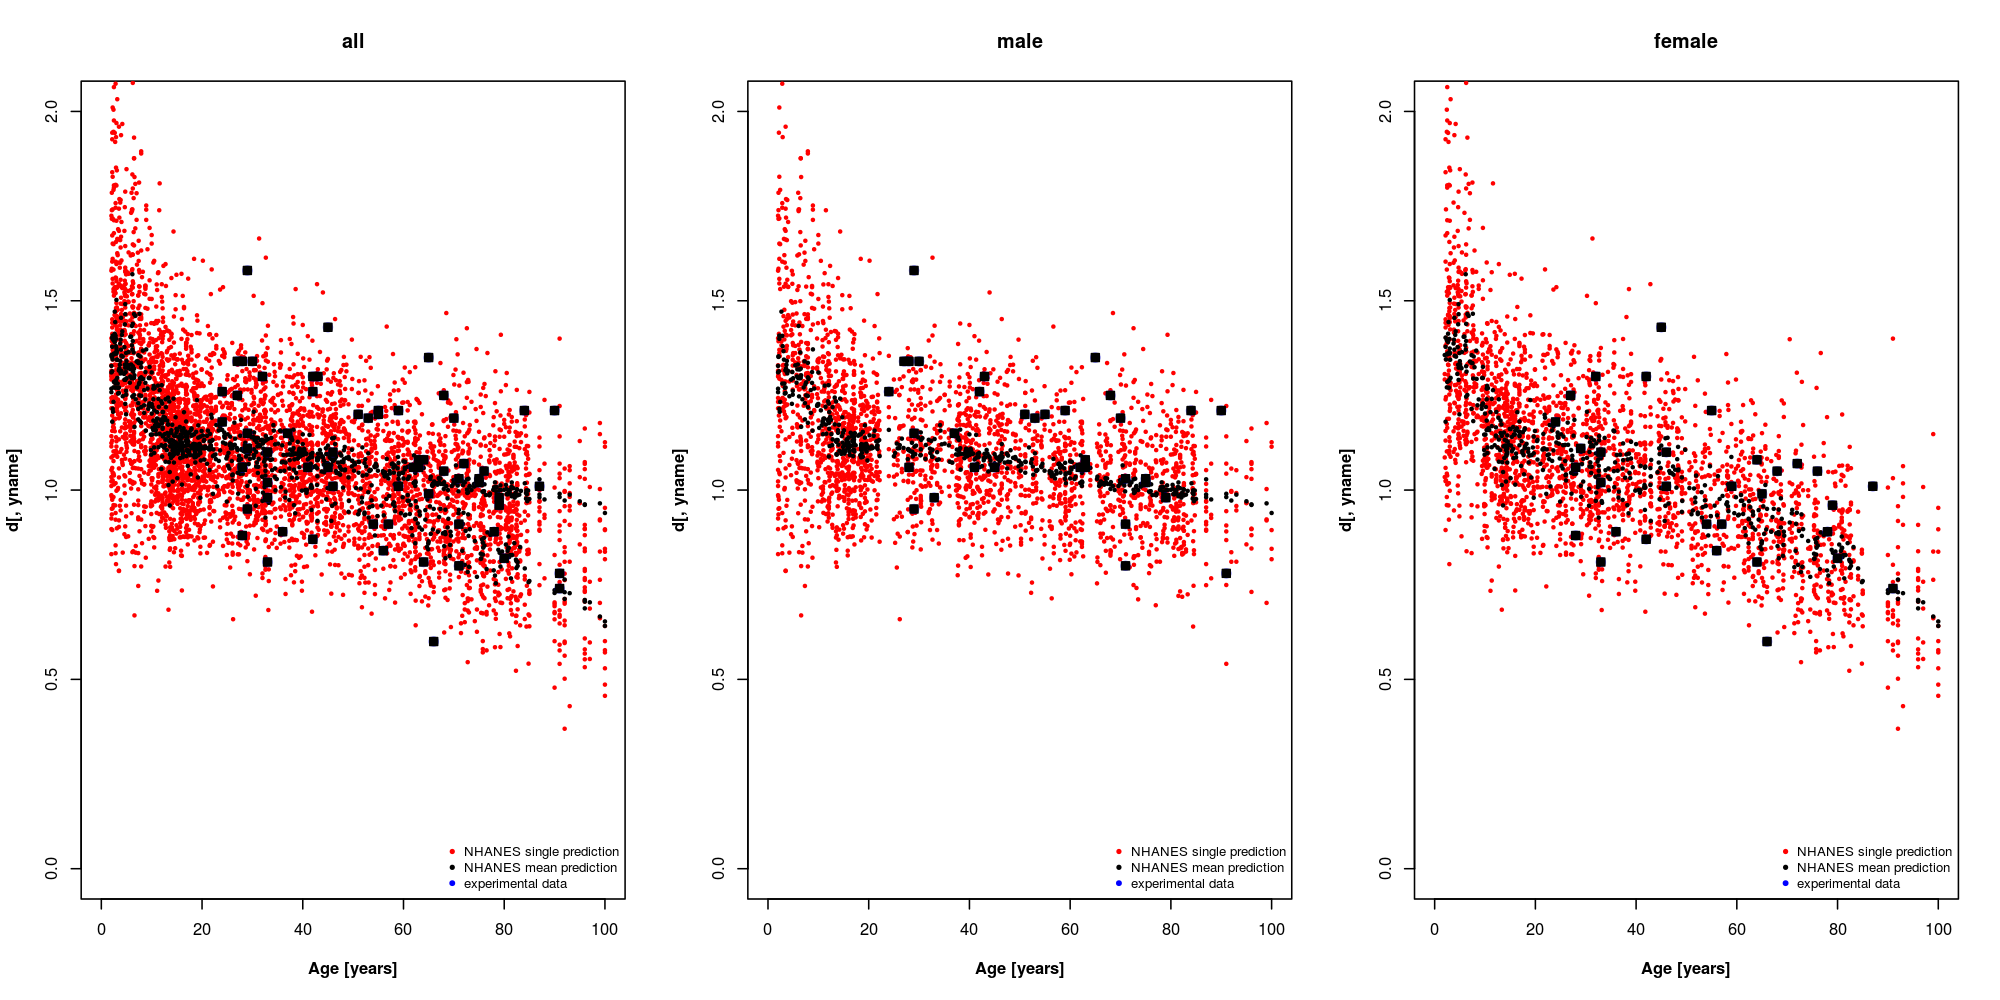 all
d[, yname]
2.0
1.5
1.0
0.5
0.0
NHANES single prediction
NHANES mean prediction
experimental data
0 20 40 60 80 100
Age [years]
male
d[, yname]
2.0
1.5
1.0
0.5
0.0
NHANES single prediction
NHANES mean prediction
experimental data
0 20 40 60 80 100
Age [years]
female
d[, yname]
2.0
1.5
1.0
0.5
0.0
NHANES single prediction
NHANES mean prediction
experimental data
0 20 40 60 80 100
Age [years]